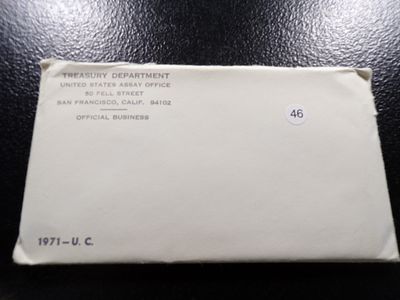 TREASURY DEPARTMENT
UNITED STATES ASSAY OFFICE
50 FELL STREET
SAN FRANCISCO, CALIF. 94102
OFFICIAL BUSINESS
46
1971-U. C.